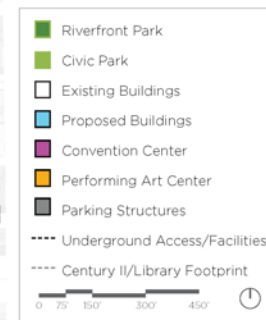 Riverfront Park
Civic Park
Existing Buildings
Proposed Buildings
Convention Center
Performing Art Center
Parking Structures
Underground Access/Facilities
Century II/Library Footprint
0 75' 150' 300' 450'